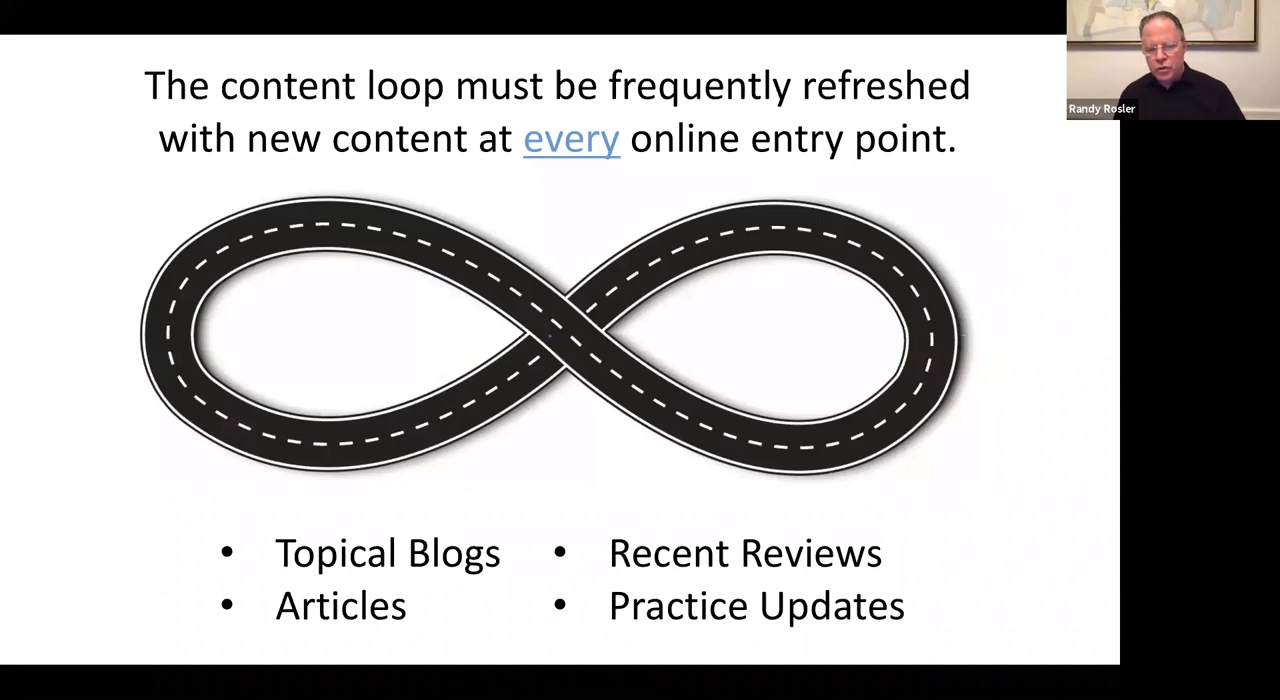 The content loop must be frequently refreshed
with new content at every online entry point.
Randy Rosler
• Topical Blogs
• Articles
• Recent Reviews
• Practice Updates